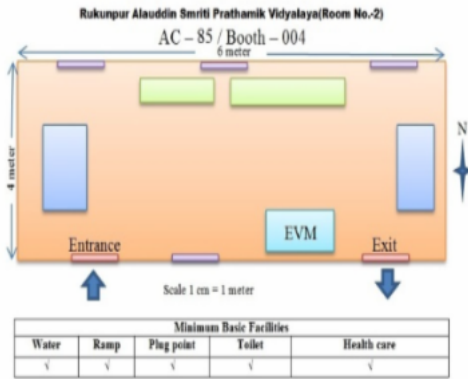 Rukunpur Alauddin Smriti Prathamik Vidyalaya(Room No.-2)
AC – 85 / Booth – 004
6 meter
4 meter
N
EVM
Entrance
Exit
Scale 1 cm = 1 meter
Minimum Basic Facilities
Water Ramp Plug point Toilet Health care
√ √ √ √ √